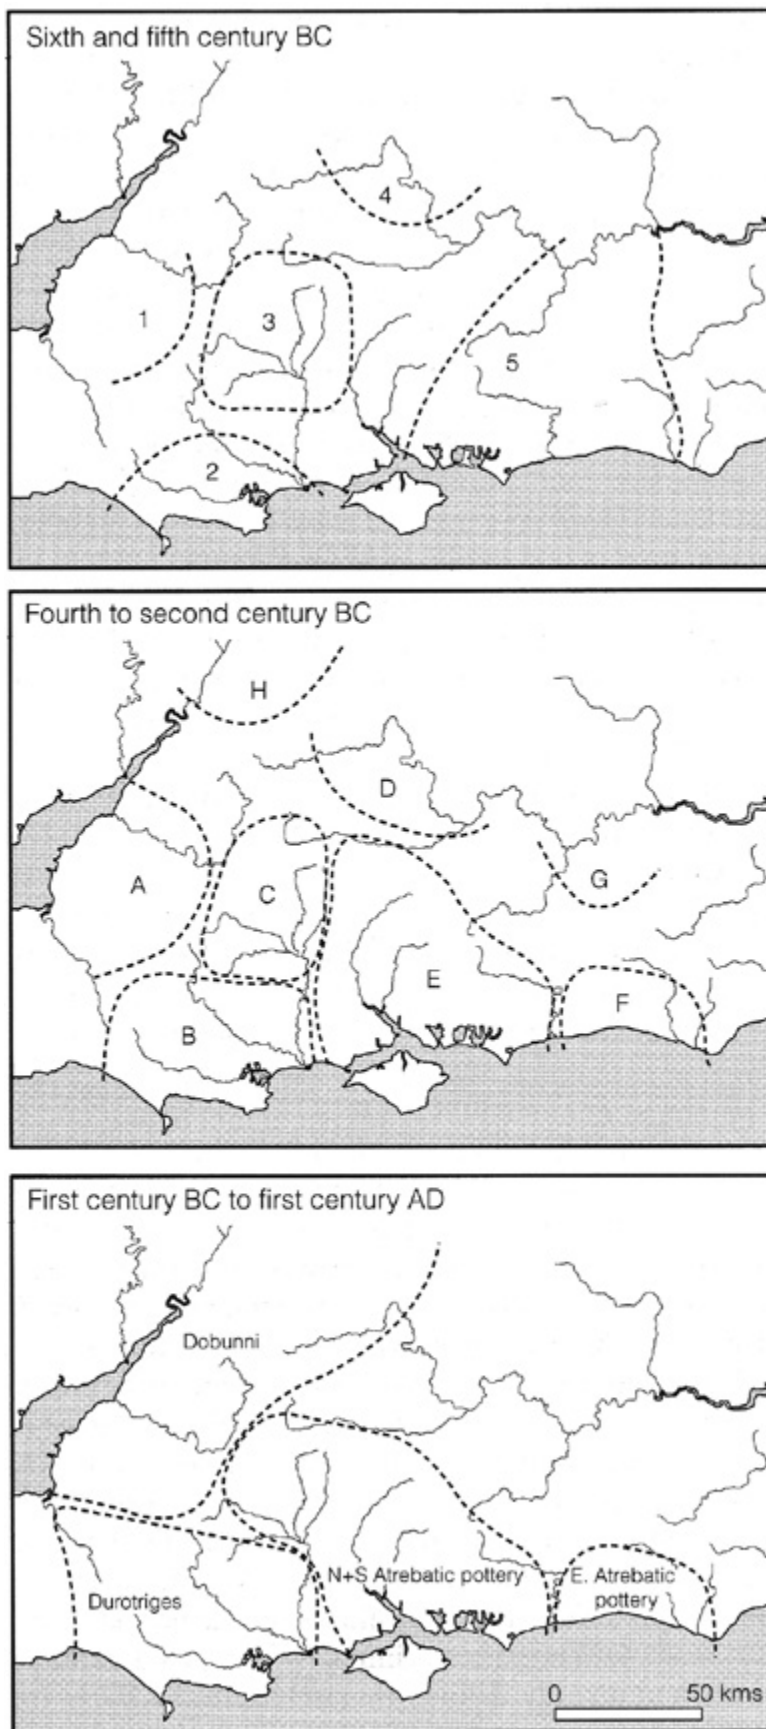 Sixth and fifth century BC
4
1
3
5
2
Fourth to second century BC
H
D
A
C
G
E
B
F
First century BC to first century AD
Dobunni
N+S Atrebatic pottery
E. Atrebatic
pottery
Durotriges
0
50 kms